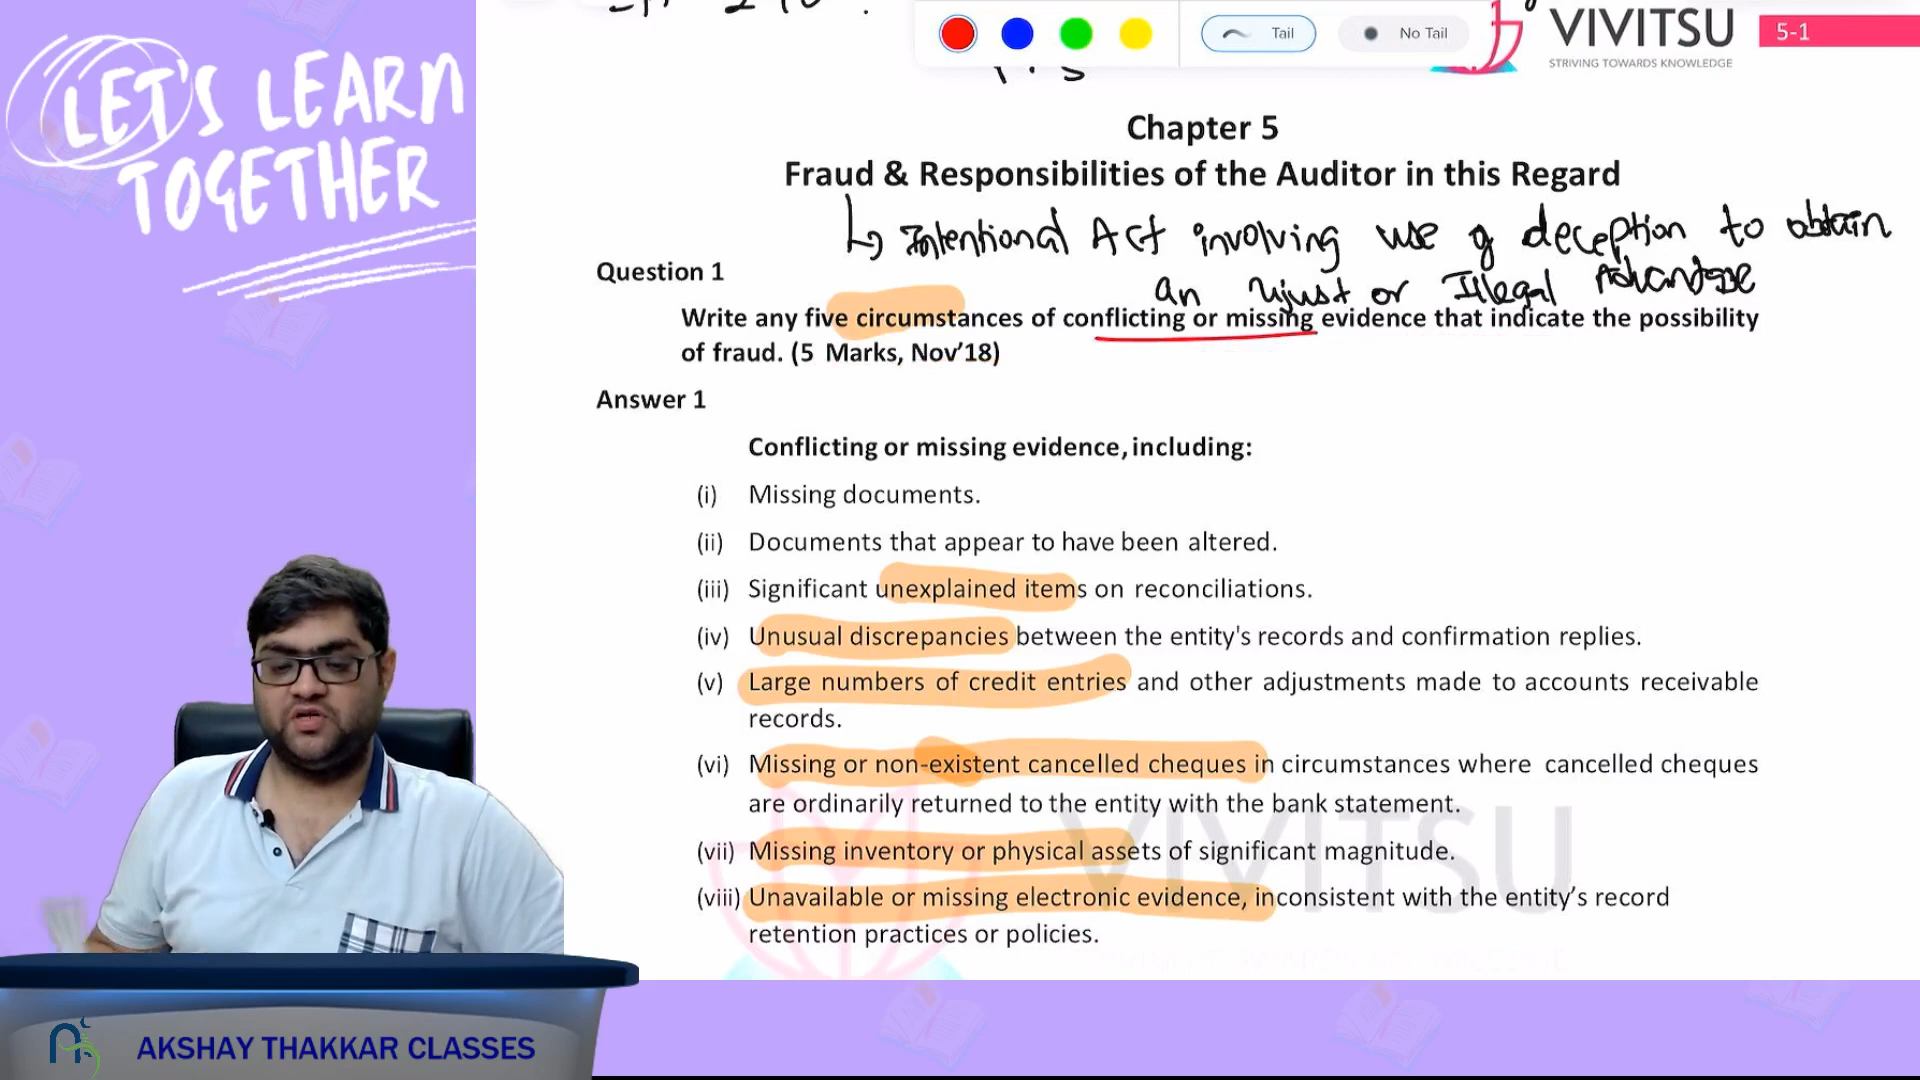 LET'S LEARN
TOGETHER
Tail
No Tail
VIVITSU
STRIVING TOWARDS KNOWLEDGE
5-1
Chapter 5
Fraud & Responsibilities of the Auditor in this Regard
Intentional Act involving use of deception to obtain
an unjust or Illegal Advantage
Question 1
Write any five circumstances of conflicting or missing evidence that indicate the possibility
of fraud. (5 Marks, Nov’18)
Answer 1
Conflicting or missing evidence, including:
(i) Missing documents.
(ii) Documents that appear to have been altered.
(iii) Significant unexplained items on reconciliations.
(iv) Unusual discrepancies between the entity's records and confirmation replies.
(v) Large numbers of credit entries and other adjustments made to accounts receivable
records.
(vi) Missing or non-existent cancelled cheques in circumstances where cancelled cheques
are ordinarily returned to the entity with the bank statement.
(vii) Missing inventory or physical assets of significant magnitude.
(viii) Unavailable or missing electronic evidence, inconsistent with the entity’s record
retention practices or policies.
VIVITSU
AKSHAY THAKKAR CLASSES